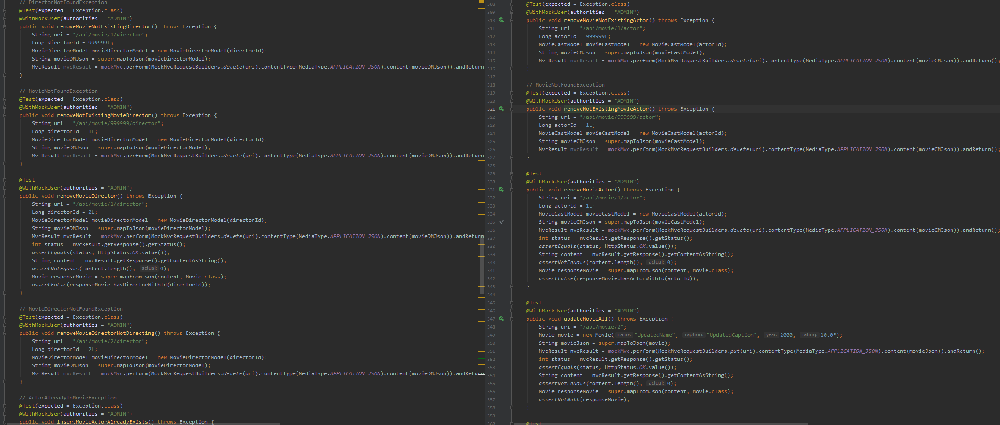 // DirectorNotFoundException
@Test(expected = Exception.class)
@WithMockUser(authorities = "ADMIN")
public void removeMovieNotExistingDirector() throws Exception {
String uri = "/api/movie/1/director";
Long directorId = 999999L;
MovieDirectorModel movieDirectorModel = new MovieDirectorModel(directorId);
String movieDMJson = super.mapToJson(movieDirectorModel);
MvcResult mvcResult = mockMvc.perform(MockMvcRequestBuilders.delete(uri).contentType(MediaType.APPLICATION_JSON).content(movieDMJson)).andReturn
}
// MovieNotFoundException
@Test(expected = Exception.class)
@WithMockUser(authorities = "ADMIN")
public void removeNotExistingMovieDirector() throws Exception {
String uri = "/api/movie/999999/director";
Long directorId = 1L;
MovieDirectorModel movieDirectorModel = new MovieDirectorModel(directorId);
String movieDMJson = super.mapToJson(movieDirectorModel);
MvcResult mvcResult = mockMvc.perform(MockMvcRequestBuilders.delete(uri).contentType(MediaType.APPLICATION_JSON).content(movieDMJson)).andReturn
}
@Test
@WithMockUser(authorities = "ADMIN")
public void removeMovieDirector() throws Exception {
String uri = "/api/movie/1/director";
Long directorId = 2L;
MovieDirectorModel movieDirectorModel = new MovieDirectorModel(directorId);
String movieDMJson = super.mapToJson(movieDirectorModel);
MvcResult mvcResult = mockMvc.perform(MockMvcRequestBuilders.delete(uri).contentType(MediaType.APPLICATION_JSON).content(movieDMJson)).andReturn
int status = mvcResult.getResponse().getStatus();
assertEquals(status, HttpStatus.OK.value());
String content = mvcResult.getResponse().getContentAsString();
assertNotEquals(content.length(), actual: 0);
Movie responseMovie = super.mapFromJson(content, Movie.class);
assertFalse(responseMovie.hasDirectorWithId(directorId));
}
// MovieDirectorNotFoundException
@Test(expected = Exception.class)
@WithMockUser(authorities = "ADMIN")
public void removeMovieDirectorNotDirecting() throws Exception {
String uri = "/api/movie/2/director";
Long directorId = 2L;
MovieDirectorModel movieDirectorModel = new MovieDirectorModel(directorId);
String movieDMJson = super.mapToJson(movieDirectorModel);
MvcResult mvcResult = mockMvc.perform(MockMvcRequestBuilders.delete(uri).contentType(MediaType.APPLICATION_JSON).content(movieDMJson)).andReturn
}
// ActorAlreadyInMovieException
@Test(expected = Exception.class)
@WithMockUser(authorities = "ADMIN")
public void insertMovieActorAlreadyExists() throws Exception {
308 @Test(expected = Exception.class)
309 @WithMockUser(authorities = "ADMIN")
310 public void removeMovieNotExistingActor() throws Exception {
311 String uri = "/api/movie/1/actor";
312 Long actorId = 999999L;
313 MovieCastModel movieCastModel = new MovieCastModel(actorId);
314 String movieCMJson = super.mapToJson(movieCastModel);
315 MvcResult mvcResult = mockMvc.perform(MockMvcRequestBuilders.delete(uri).contentType(MediaType.APPLICATION_JSON).content(movieCMJson)).andReturn();
316 }
317
318 // MovieNotFoundException
319 @Test(expected = Exception.class)
320 @WithMockUser(authorities = "ADMIN")
321 public void removeNotExistingMovieActor() throws Exception {
322 String uri = "/api/movie/999999/actor";
323 Long actorId = 1L;
324 MovieCastModel movieCastModel = new MovieCastModel(actorId);
325 String movieCMJson = super.mapToJson(movieCastModel);
326 MvcResult mvcResult = mockMvc.perform(MockMvcRequestBuilders.delete(uri).contentType(MediaType.APPLICATION_JSON).content(movieCMJson)).andReturn();
327 }
328
329 @Test
330 @WithMockUser(authorities = "ADMIN")
331 public void removeMovieActor() throws Exception {
332 String uri = "/api/movie/1/actor";
333 Long actorId = 1L;
334 MovieCastModel movieCastModel = new MovieCastModel(actorId);
335 String movieCMJson = super.mapToJson(movieCastModel);
336 MvcResult mvcResult = mockMvc.perform(MockMvcRequestBuilders.delete(uri).contentType(MediaType.APPLICATION_JSON).content(movieCMJson)).andReturn();
337 int status = mvcResult.getResponse().getStatus();
338 assertEquals(status, HttpStatus.OK.value());
339 String content = mvcResult.getResponse().getContentAsString();
340 assertNotEquals(content.length(), actual: 0);
341 Movie responseMovie = super.mapFromJson(content, Movie.class);
342 assertFalse(responseMovie.hasActorWithId(actorId));
343 }
344
345 @Test
346 @WithMockUser(authorities = "ADMIN")
347 public void updateMovieAll() throws Exception {
348 String uri = "/api/movie/2";
349 Movie movie = new Movie( name: "UpdatedName", caption: "UpdatedCaption", year: 2000, rating: 10.0F);
350 String movieJson = super.mapToJson(movie);
351 MvcResult mvcResult = mockMvc.perform(MockMvcRequestBuilders.put(uri).contentType(MediaType.APPLICATION_JSON).content(movieJson)).andReturn();
352 int status = mvcResult.getResponse().getStatus();
353 assertEquals(status, HttpStatus.OK.value());
354 String content = mvcResult.getResponse().getContentAsString();
355 assertNotEquals(content.length(), actual: 0);
356 Movie responseMovie = super.mapFromJson(content, Movie.class);
357 assertNotNull(responseMovie);
358 }
359
360 @Test